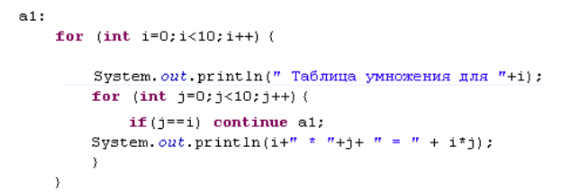 a1:
for (int i=0;i<10;i++) {
System.out.println(" Таблица умножения для "+i);
for (int j=0;j<10;j++) {
if(j==i) continue a1;
System.out.println(i+" * "+j+ " = " + i*j);
}
}